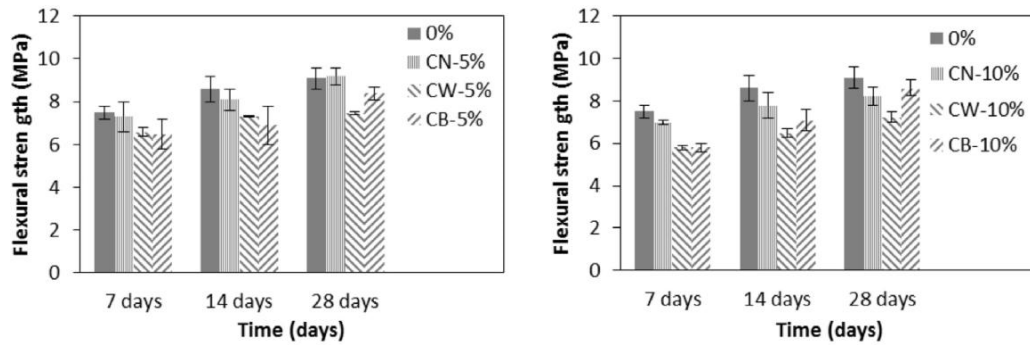 Flexural stren gth (MPa)
12
10
8
6
4
2
0
0%
CN-5%
CW-5%
CB-5%
7 days
14 days
28 days
Time (days)
Flexural stren gth (MPa)
12
10
8
6
4
2
0
0%
CN-10%
CW-10%
CB-10%
7 days
14 days
28 days
Time (days)